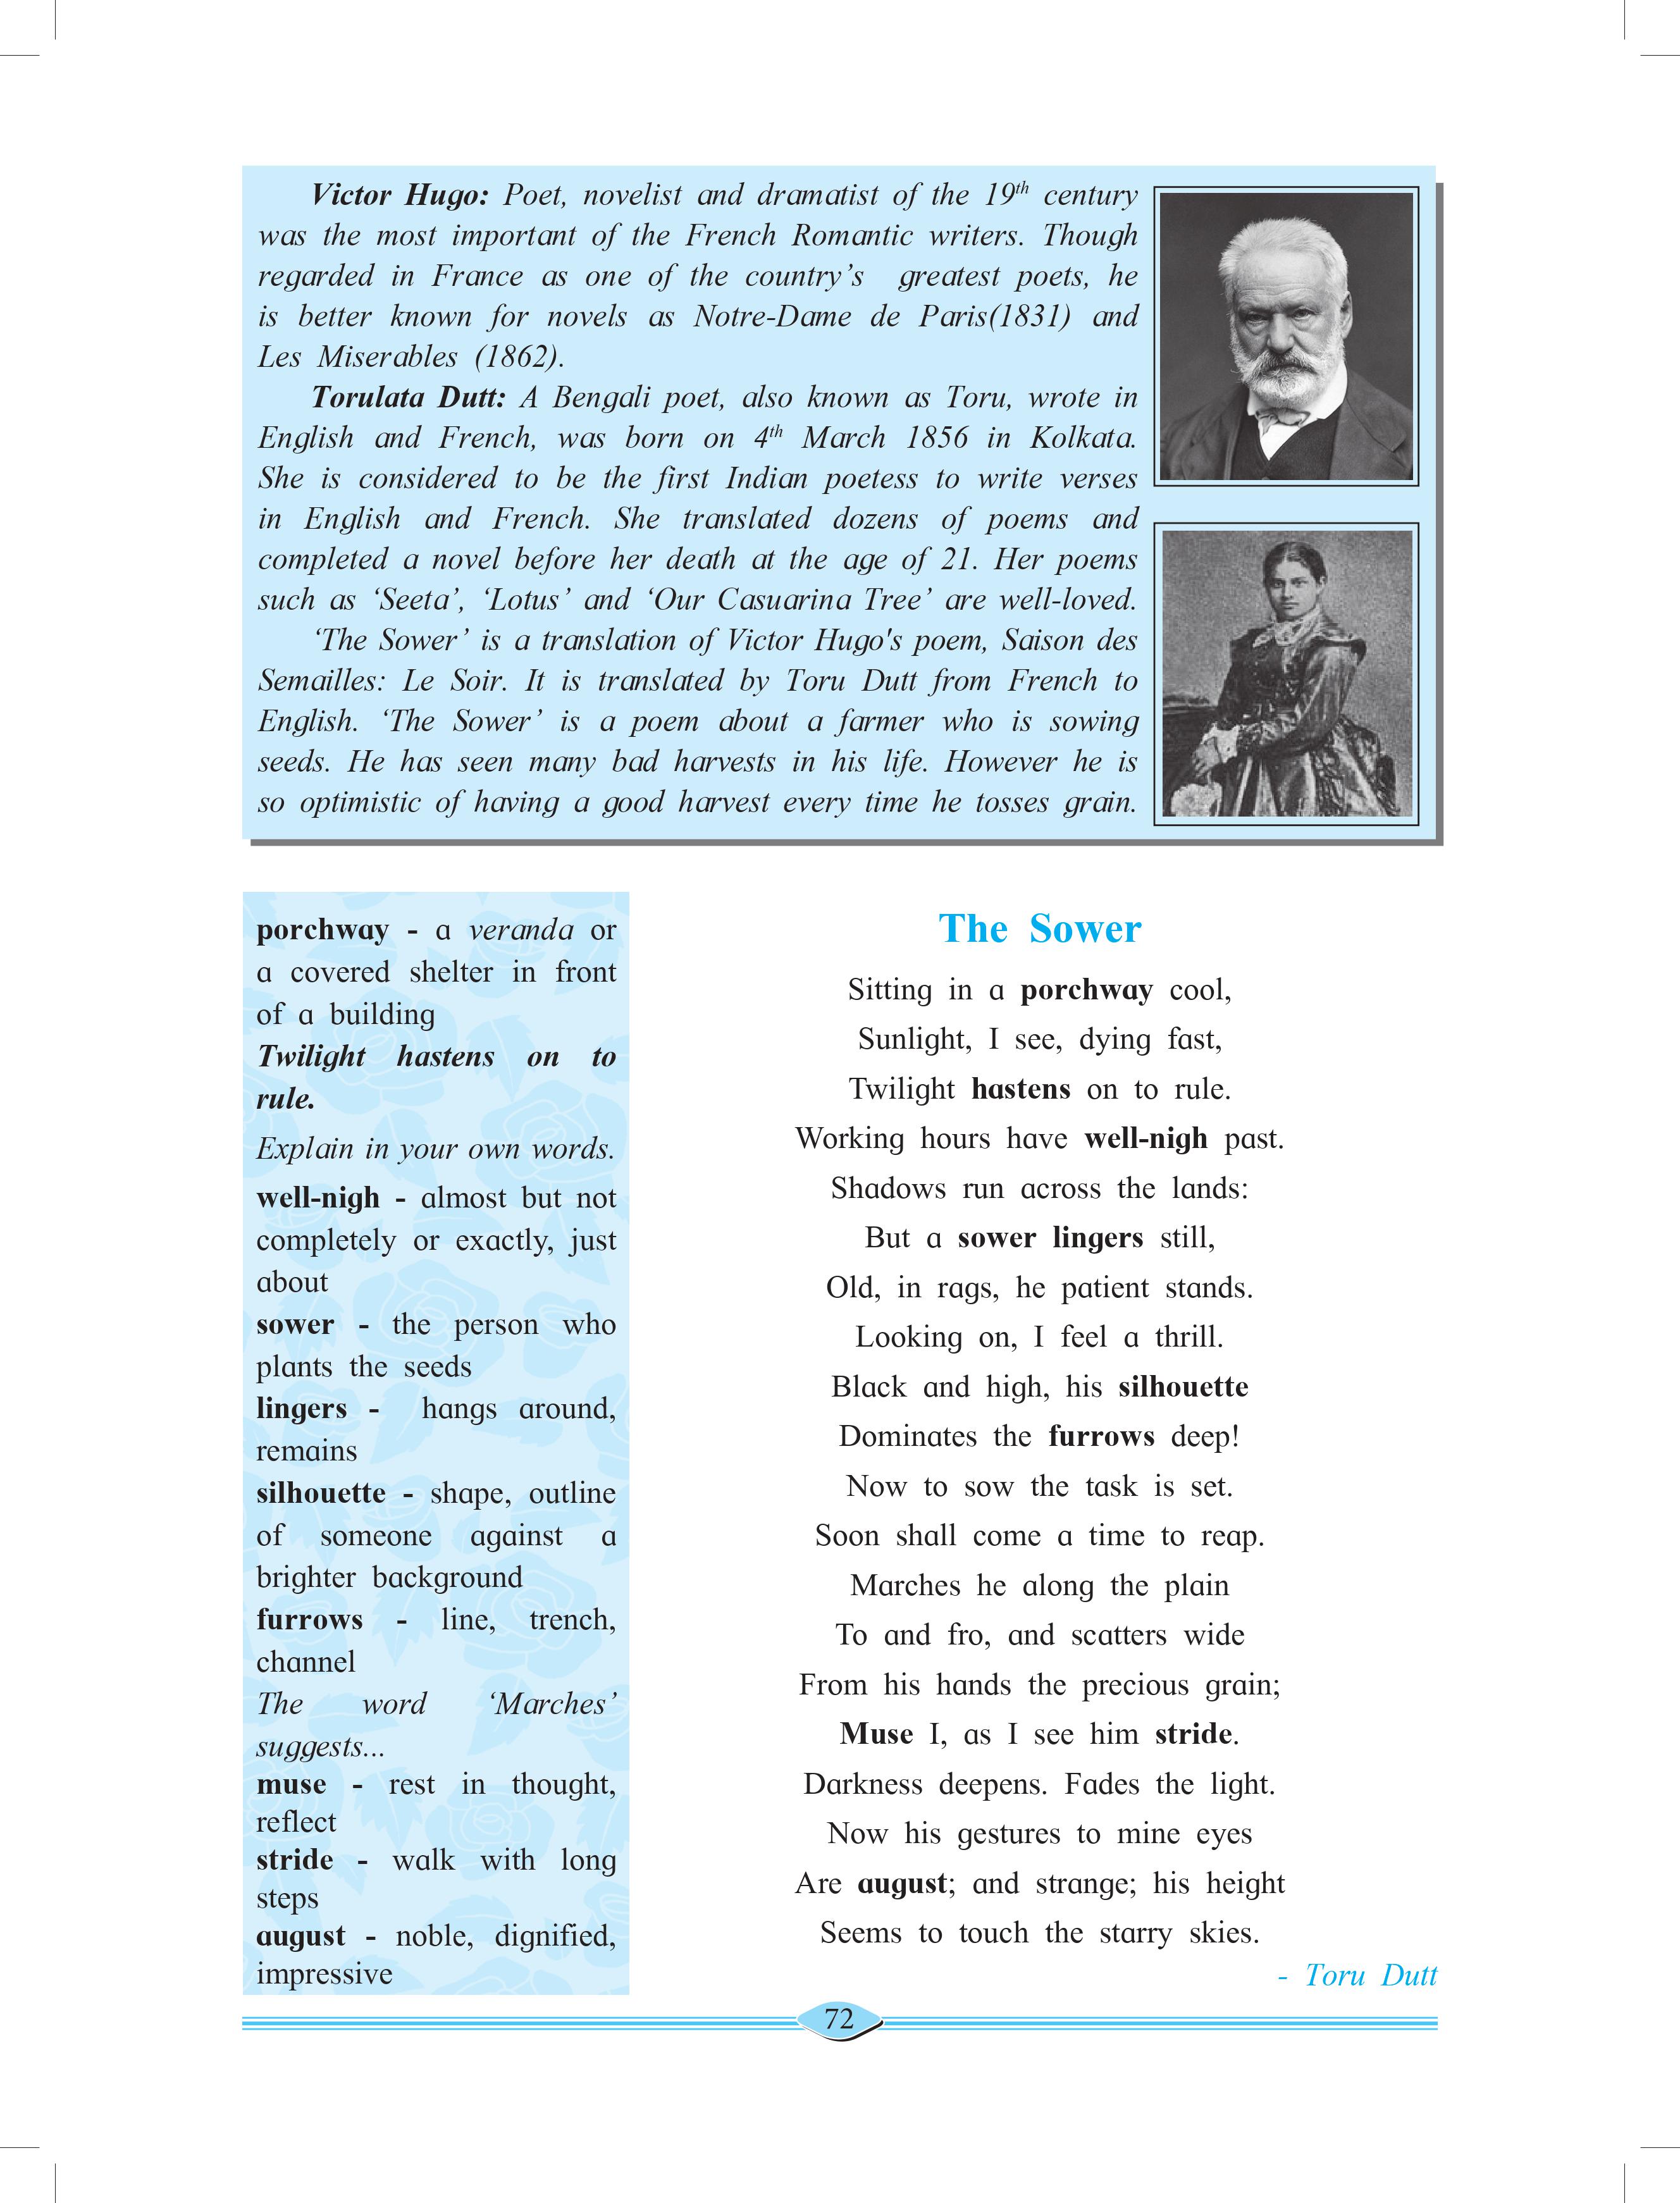 Victor Hugo: Poet, novelist and dramatist of the 19th century
was the most important of the French Romantic writers. Though
regarded in France as one of the country’s greatest poets, he
is better known for novels as Notre-Dame de Paris(1831) and
Les Miserables (1862).
Torulata Dutt: A Bengali poet, also known as Toru, wrote in
English and French, was born on 4th March 1856 in Kolkata.
She is considered to be the first Indian poetess to write verses
in English and French. She translated dozens of poems and
completed a novel before her death at the age of 21. Her poems
such as ‘Seeta’, ‘Lotus’ and ‘Our Casuarina Tree’ are well-loved.
‘The Sower’ is a translation of Victor Hugo's poem, Saison des
Semailles: Le Soir. It is translated by Toru Dutt from French to
English. ‘The Sower’ is a poem about a farmer who is sowing
seeds. He has seen many bad harvests in his life. However he is
so optimistic of having a good harvest every time he tosses grain.
porchway - a veranda or
a covered shelter in front
of a building
Twilight hastens on to
rule.
Explain in your own words.
well-nigh - almost but not
completely or exactly, just
about
sower - the person who
plants the seeds
lingers - hangs around,
remains
silhouette - shape, outline
of someone against a
brighter background
furrows - line, trench,
channel
The word ‘Marches’
suggests...
muse - rest in thought,
reflect
stride - walk with long
steps
august - noble, dignified,
impressive
The Sower
Sitting in a porchway cool,
Sunlight, I see, dying fast,
Twilight hastens on to rule.
Working hours have well-nigh past.
Shadows run across the lands:
But a sower lingers still,
Old, in rags, he patient stands.
Looking on, I feel a thrill.
Black and high, his silhouette
Dominates the furrows deep!
Now to sow the task is set.
Soon shall come a time to reap.
Marches he along the plain
To and fro, and scatters wide
From his hands the precious grain;
Muse I, as I see him stride.
Darkness deepens. Fades the light.
Now his gestures to mine eyes
Are august; and strange; his height
Seems to touch the starry skies.
- Toru Dutt
72